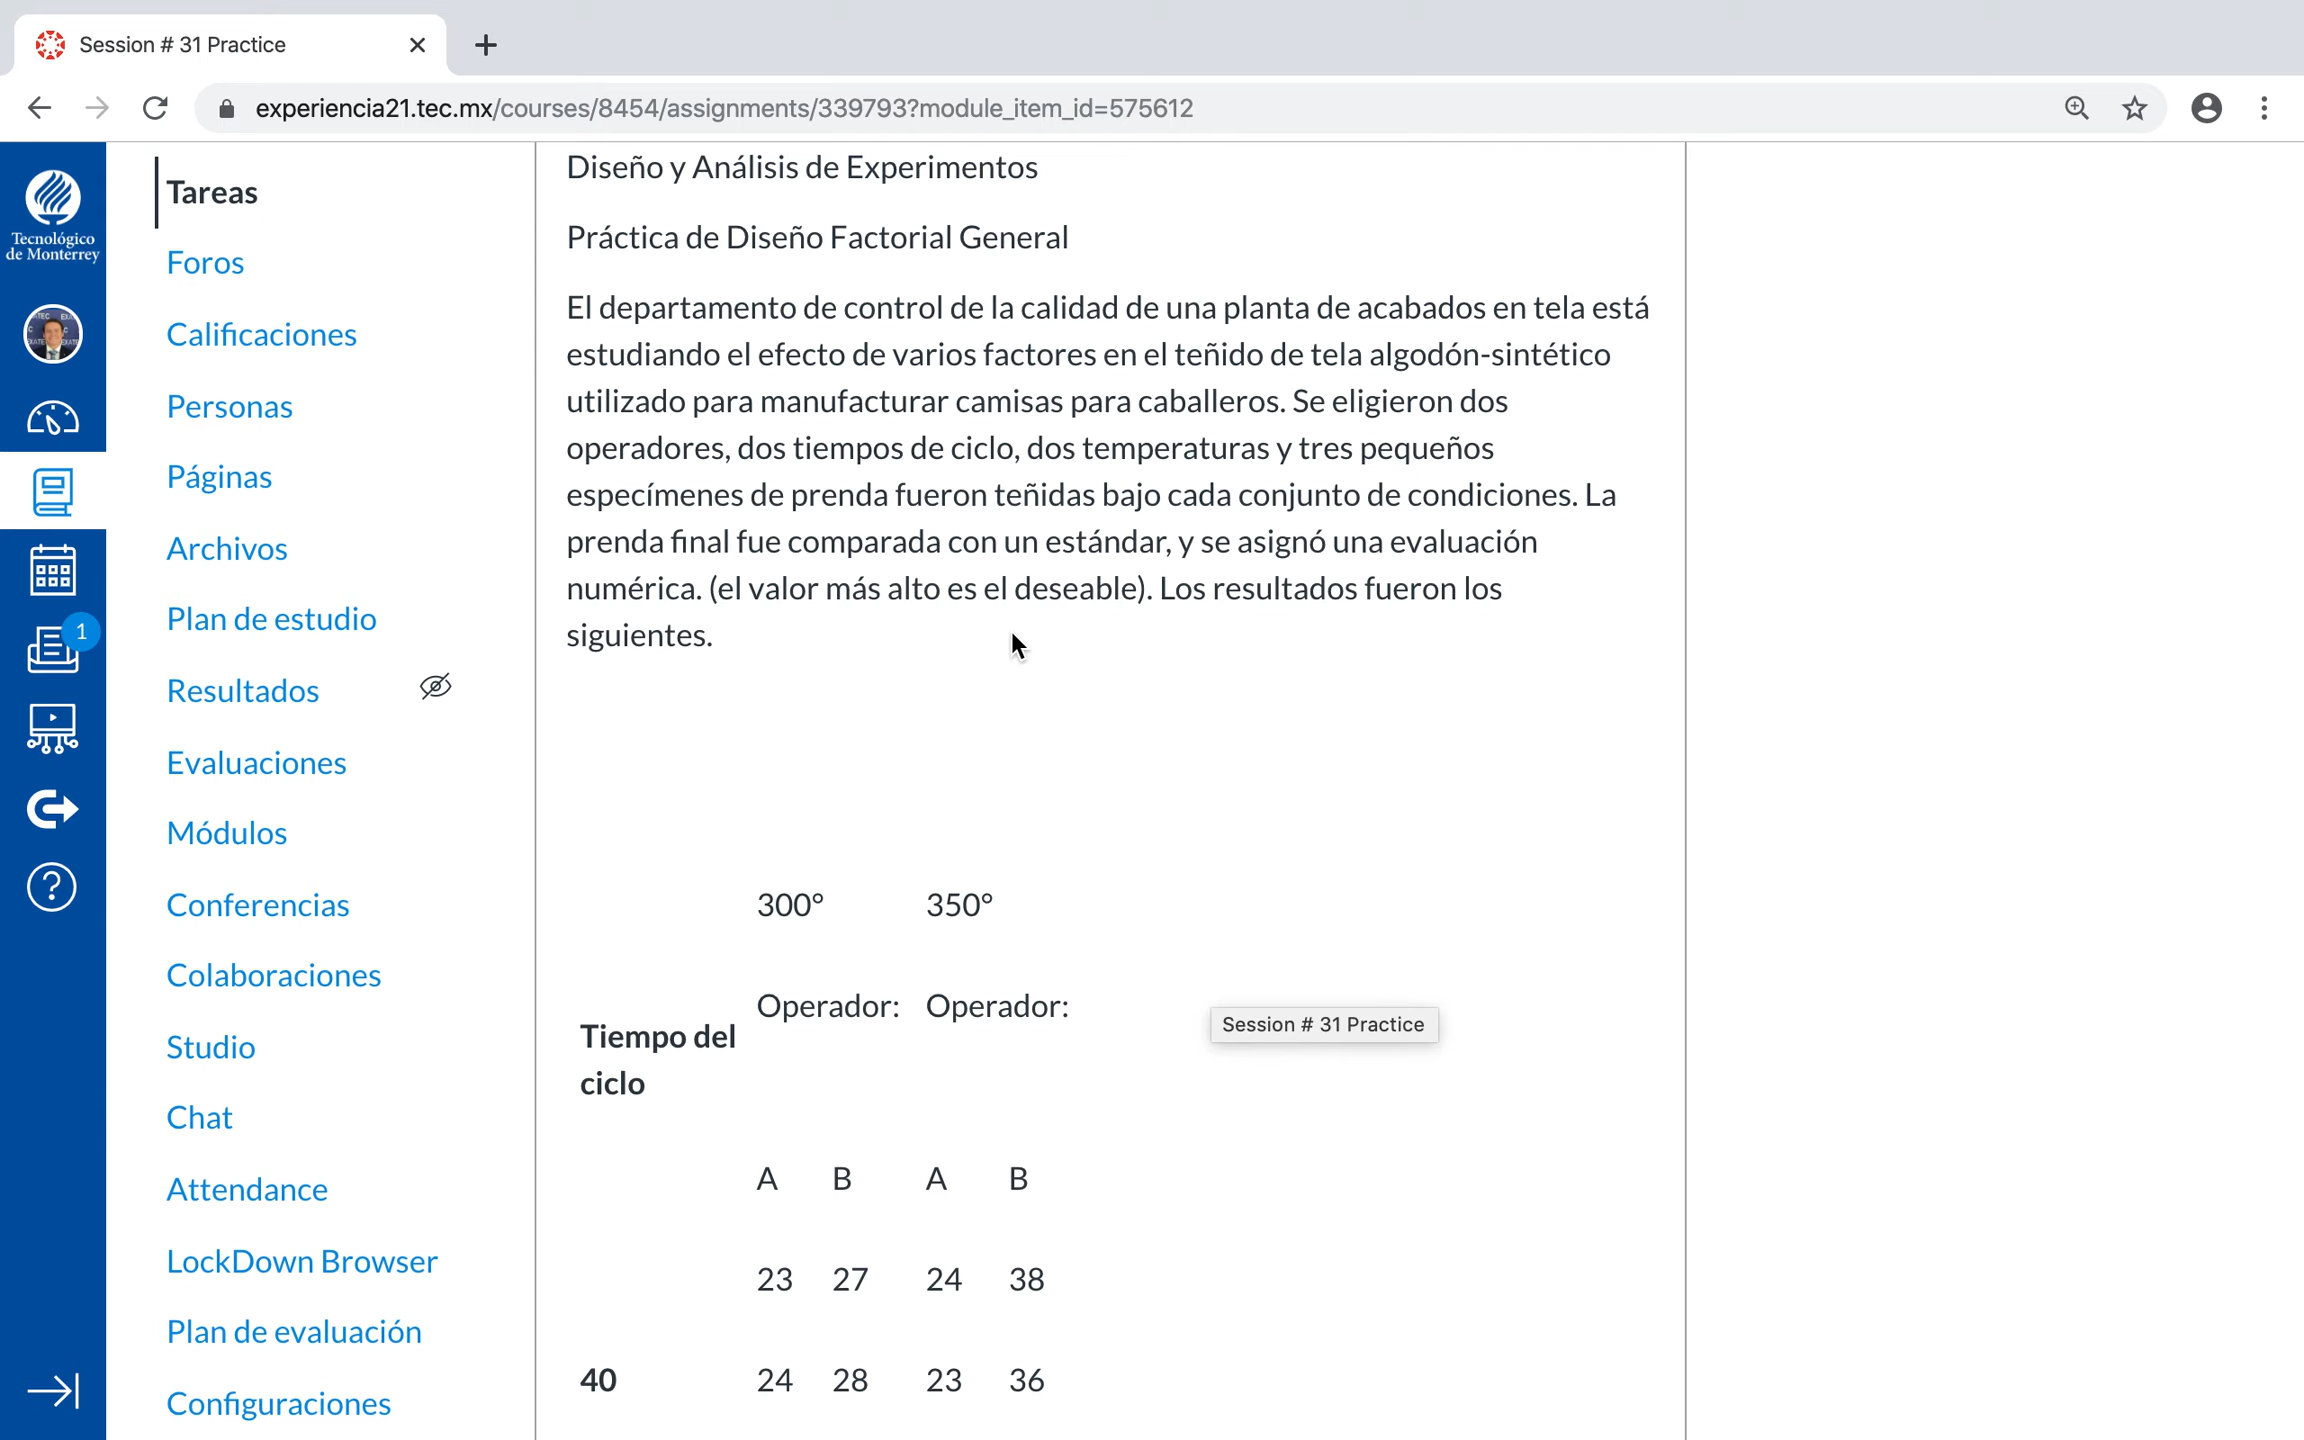 Session # 31 Practice
experiencia21.tec.mx/courses/8454/assignments/339793?module_item_id=575612
Tecnológico
de Monterrey
1
Tareas
Foros
Calificaciones
Personas
Páginas
Archivos
Plan de estudio
Resultados
Evaluaciones
Módulos
Conferencias
Colaboraciones
Studio
Chat
Attendance
LockDown Browser
Plan de evaluación
Configuraciones
Diseño y Análisis de Experimentos
Práctica de Diseño Factorial General
El departamento de control de la calidad de una planta de acabados en tela está
estudiando el efecto de varios factores en el teñido de tela algodón-sintético
utilizado para manufacturar camisas para caballeros. Se eligieron dos
operadores, dos tiempos de ciclo, dos temperaturas y tres pequeños
especímenes de prenda fueron teñidas bajo cada conjunto de condiciones. La
prenda final fue comparada con un estándar, y se asignó una evaluación
numérica. (el valor más alto es el deseable). Los resultados fueron los
siguientes.
300° 350°
Operador: Operador:
Tiempo del
ciclo
Session # 31 Practice
A B A B
23 27 24 38
40 24 28 23 36